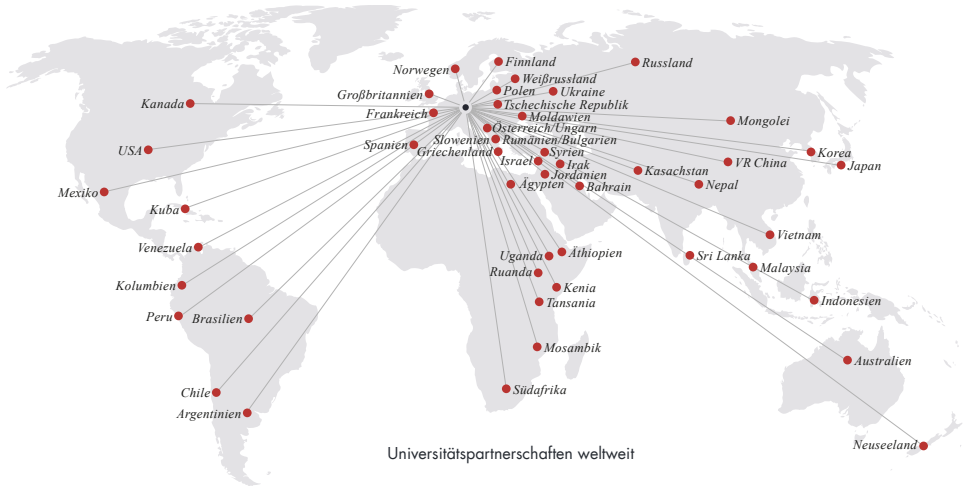 Finnland
Russland
Norwegen
Weißrussland
Großbritannien
Polen
Ukraine
Kanada
Tschechische Republik
Frankreich
Moldawien
Mongolei
Österreich/Ungarn
USA
Spanien
Slowenien
Rumänien/Bulgarien
Griechenland
Syrien
Korea
Israel
Irak
VR China
Japan
Jordanien
Kasachstan
Mexiko
Ägypten
Bahrain
Nepal
Kuba
Vietnam
Venezuela
Uganda
Äthiopien
Sri Lanka
Ruanda
Malaysia
Kolumbien
Kenia
Tansania
Indonesien
Peru
Brasilien
Mosambik
Australien
Chile
Südafrika
Argentinien
Neuseeland
Universitätspartnerschaften weltweit